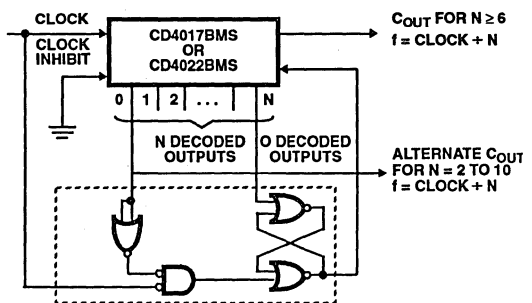 CLOCK
CLOCK
INHIBIT
CD4017BMS
OR
CD4022BMS
COUT FOR N ≥ 6
f = CLOCK ÷ N
0 1 2 . . . N
N DECODED
OUTPUTS
O DECODED
OUTPUTS
ALTERNATE COUT
FOR N = 2 TO 10
f = CLOCK ÷ N